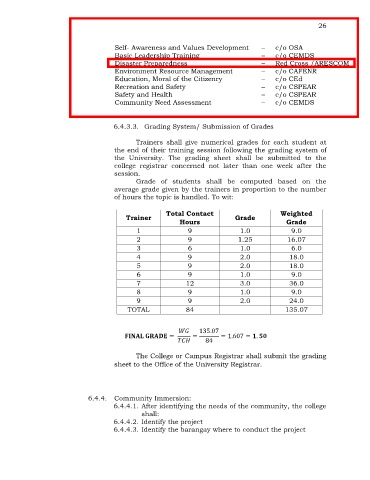 26
Self- Awareness and Values Development – c/o OSA
Basic Leadership Training – c/o CEMDS
Disaster Preparedness – Red Cross /ARESCOM
Environment Resource Management – c/o CAFENR
Education, Moral of the Citizenry – c/o CEd
Recreation and Safety – c/o CSPEAR
Safety and Health – c/o CSPEAR
Community Need Assessment – c/o CEMDS
6.4.3.3. Grading System/ Submission of Grades
Trainers shall give numerical grades for each student at
the end of their training session following the grading system of
the University. The grading sheet shall be submitted to the
college registrar concerned not later than one week after the
session.
Grade of students shall be computed based on the
average grade given by the trainers in proportion to the number
of hours the topic is handled. To wit:
Trainer Total Contact Hours Grade Weighted Grade
1 9 1.0 9.0
2 9 1.25 16.07
3 6 1.0 6.0
4 9 2.0 18.0
5 9 2.0 18.0
6 9 1.0 9.0
7 12 3.0 36.0
8 9 1.0 9.0
9 9 2.0 24.0
TOTAL 84 135.07
FINAL GRADE = WG/TCH = 135.07/84 = 1.607 = 1.50
The College or Campus Registrar shall submit the grading
sheet to the Office of the University Registrar.
6.4.4. Community Immersion:
6.4.4.1. After identifying the needs of the community, the college
shall:
6.4.4.2. Identify the project
6.4.4.3. Identify the barangay where to conduct the project